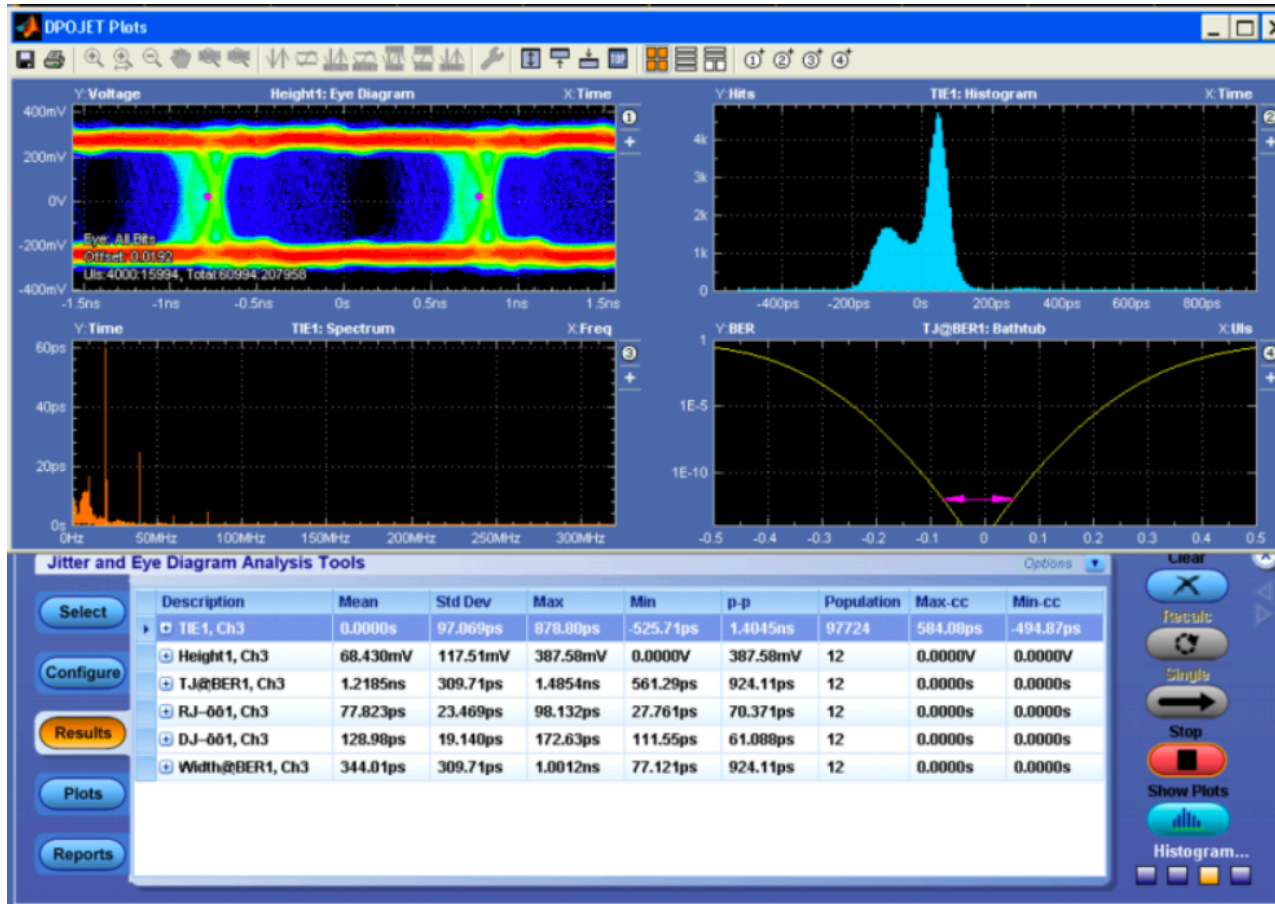 DPOJET Plots
TOP
Y:Voltage Height1: Eye Diagram X:Time
400mV
200mV
0V
-200mV
-400mV
Eye: All Bits
Offset: 0.0192
UIs:4000:15994, Total:60994:207958
-1.5ns -1ns -0.5ns 0s 0.5ns 1ns 1.5ns
1
Y:Hits TIE1: Histogram X:Time
4k
3k
2k
1k
0
-400ps -200ps 0s 200ps 400ps 600ps 800ps
2
Y:Time TIE1: Spectrum X:Freq
60ps
40ps
20ps
0s
0Hz 50MHz 100MHz 150MHz 200MHz 250MHz 300MHz
3
Y:BER TJ@BER1: Bathtub X:UIs
1
1E-5
1E-10
-0.5 -0.4 -0.3 -0.2 -0.1 0 0.1 0.2 0.3 0.4 0.5
4
Jitter and Eye Diagram Analysis Tools Options
Select
Configure
Results
Plots
Reports
Description Mean Std Dev Max Min p-p Population Max-cc Min-cc
TIE1, Ch3 0.0000s 97.069ps 878.80ps -525.71ps 1.4045ns 97724 584.08ps -494.87ps
Height1, Ch3 68.430mV 117.51mV 387.58mV 0.0000V 387.58mV 12 0.0000V 0.0000V
TJ@BER1, Ch3 1.2185ns 309.71ps 1.4854ns 561.29ps 924.11ps 12 0.0000s 0.0000s
RJ–δδ1, Ch3 77.823ps 23.469ps 98.132ps 27.761ps 70.371ps 12 0.0000s 0.0000s
DJ–δδ1, Ch3 128.98ps 19.140ps 172.63ps 111.55ps 61.088ps 12 0.0000s 0.0000s
Width@BER1, Ch3 344.01ps 309.71ps 1.0012ns 77.121ps 924.11ps 12 0.0000s 0.0000s
Clear
Recalc
Single
Stop
Show Plots
Histogram...